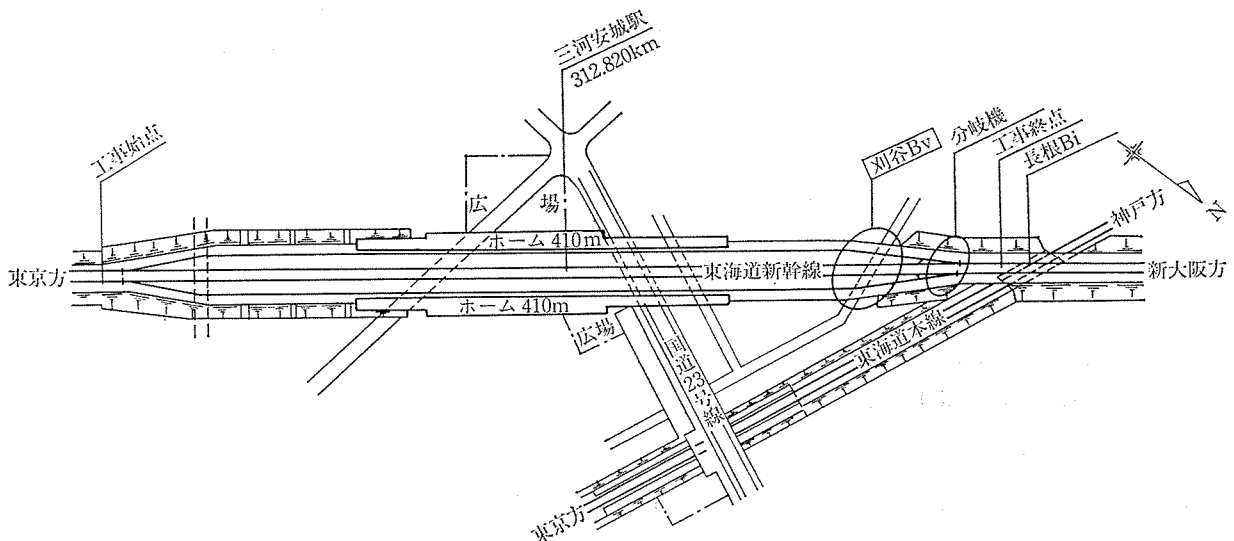 三河安城駅
312.820km
工事始点
刈谷Bv
分岐機
工事終点
長根Bi
N
広場
ホーム 410m
神戸方
東京方
東海道新幹線
新大阪方
ホーム 410m
広場
国道23号線
東海道本線
東京方